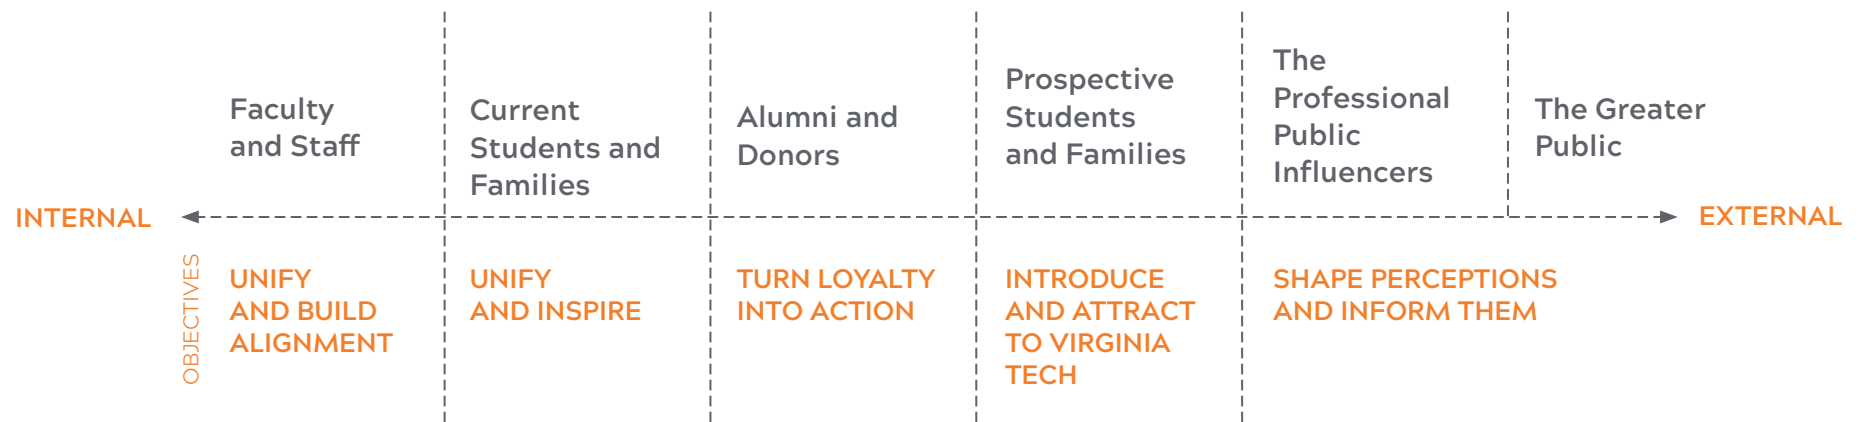 Faculty
and Staff
Current
Students and
Families
Alumni and
Donors
Prospective
Students
and Families
The
Professional
Public
Influencers
The Greater
Public
INTERNAL
EXTERNAL
OBJECTIVES
UNIFY
AND BUILD
ALIGNMENT
UNIFY
AND INSPIRE
TURN LOYALTY
INTO ACTION
INTRODUCE
AND ATTRACT
TO VIRGINIA
TECH
SHAPE PERCEPTIONS
AND INFORM THEM